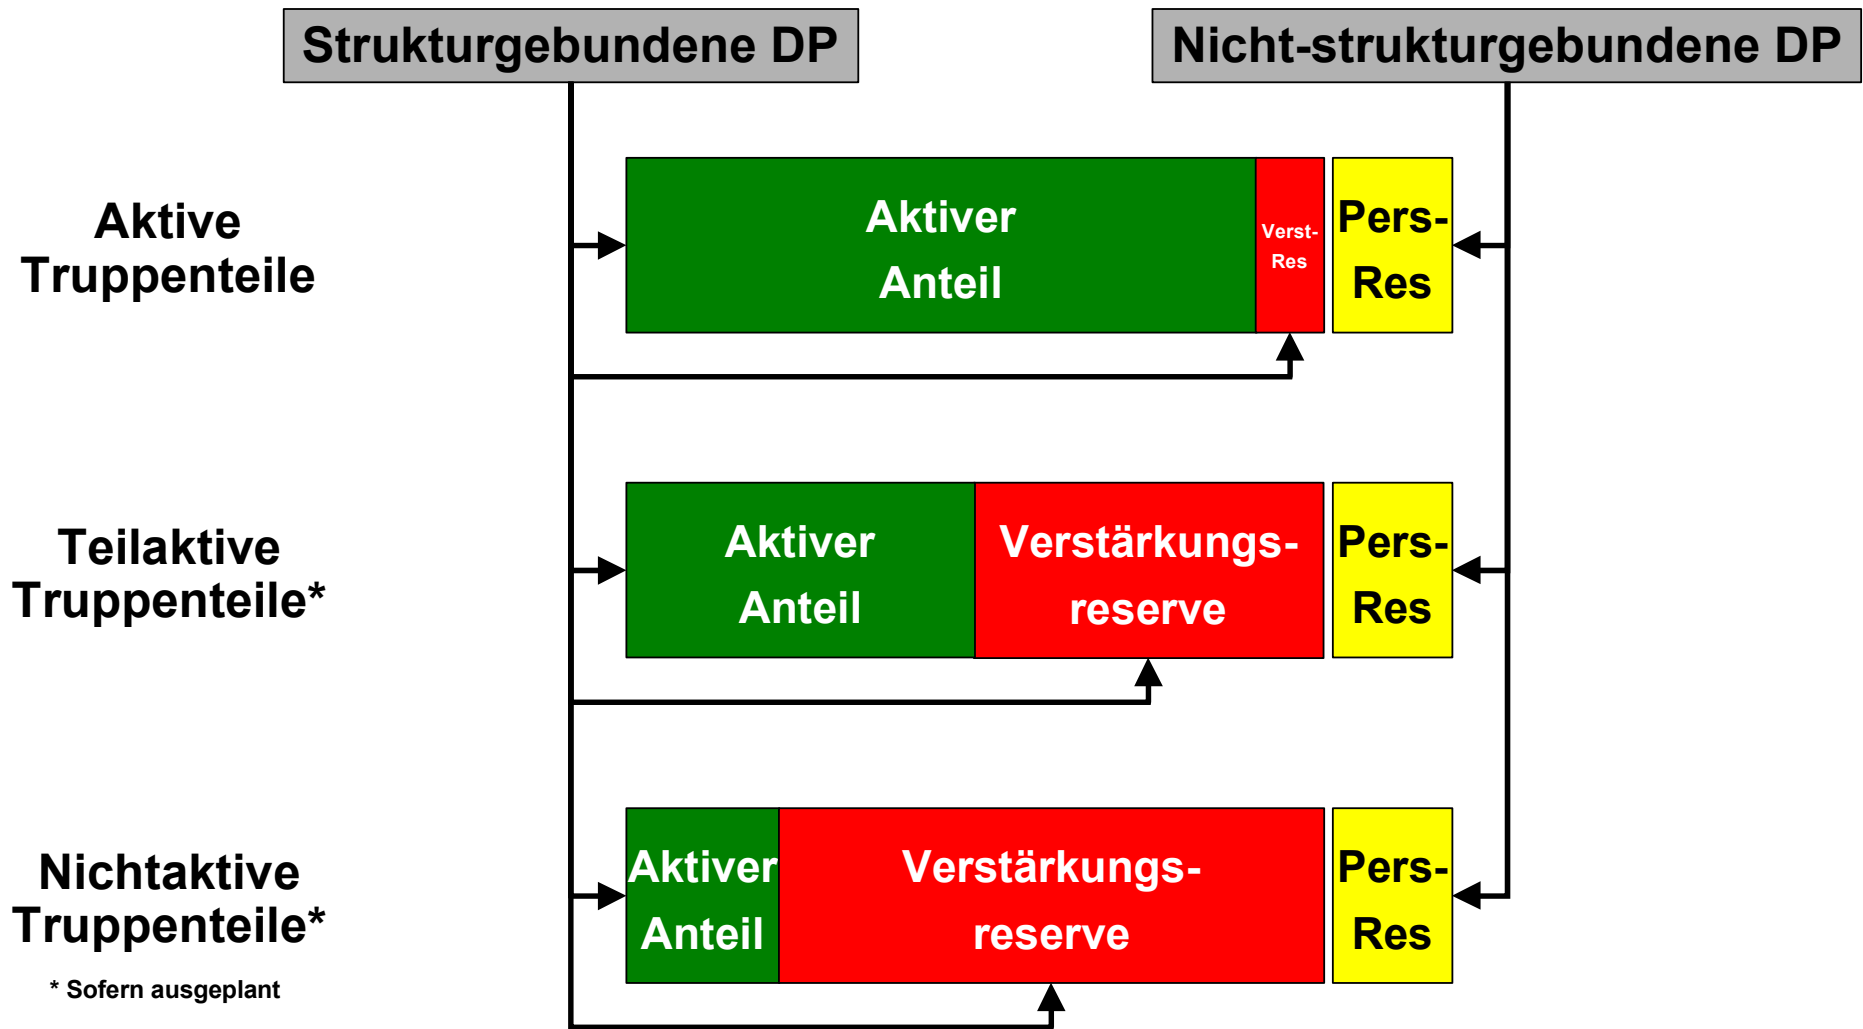 Strukturgebundene DP
Nicht-strukturgebundene DP
Aktive
Truppenteile
Aktiver
Anteil
Verst-
Res
Pers-
Res
Teilaktive
Truppenteile*
Aktiver
Anteil
Verstärkungs-
reserve
Pers-
Res
Nichtaktive
Truppenteile*
Aktiver
Anteil
Verstärkungs-
reserve
Pers-
Res
* Sofern ausgeplant